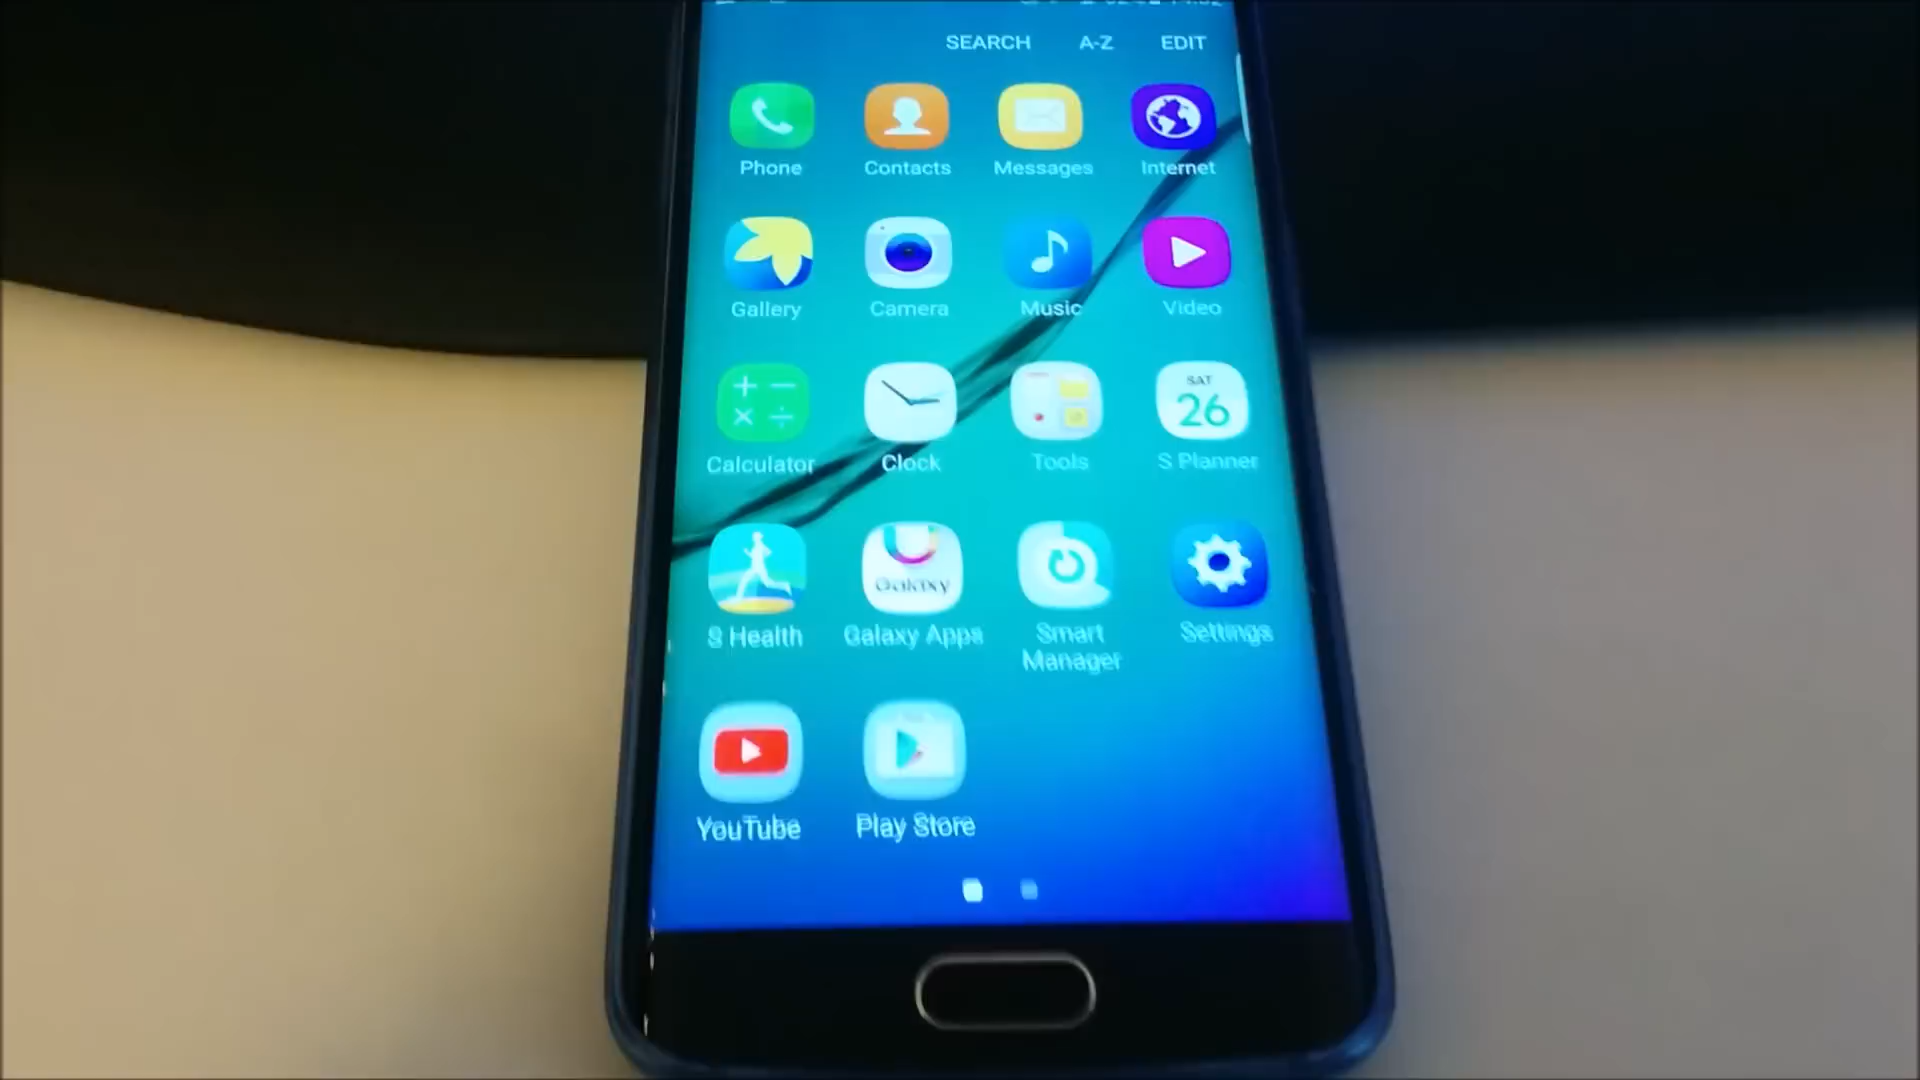 SEARCH A-Z EDIT
Phone Contacts Messages Internet
Gallery Camera Music Video
SAT
26
Calculator Clock Tools S Planner
Galaxy
S Health Galaxy Apps Smart Manager Settings
YouTube Play Store